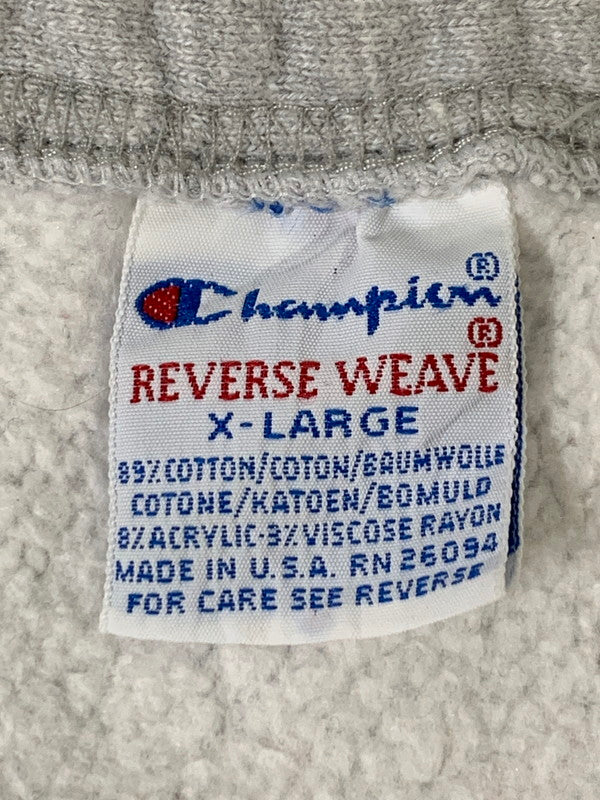 Champion®
REVERSE WEAVE®
X-LARGE
89% COTTON/COTON/BAUMWOLLE
COTONE/KATOEN/BOMULD
8% ACRYLIC-3% VISCOSE RAYON
MADE IN U.S.A. RN 26094
FOR CARE SEE REVERSE